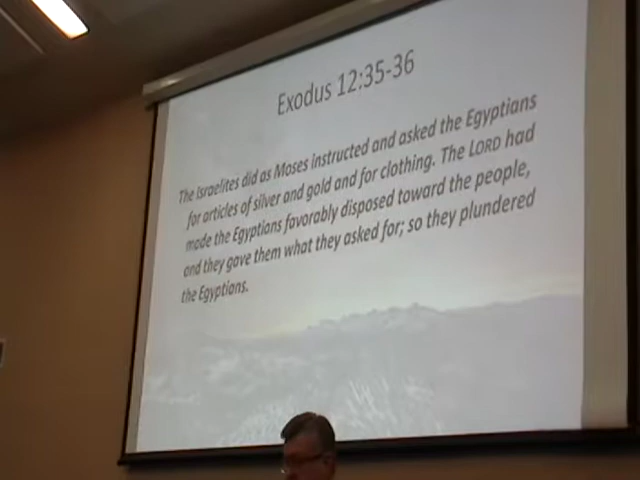 Exodus 12:35-36
The Israelites did as Moses instructed and asked the Egyptians
for articles of silver and gold and for clothing. The LORD had
made the Egyptians favorably disposed toward the people,
and they gave them what they asked for; so they plundered
the Egyptians.